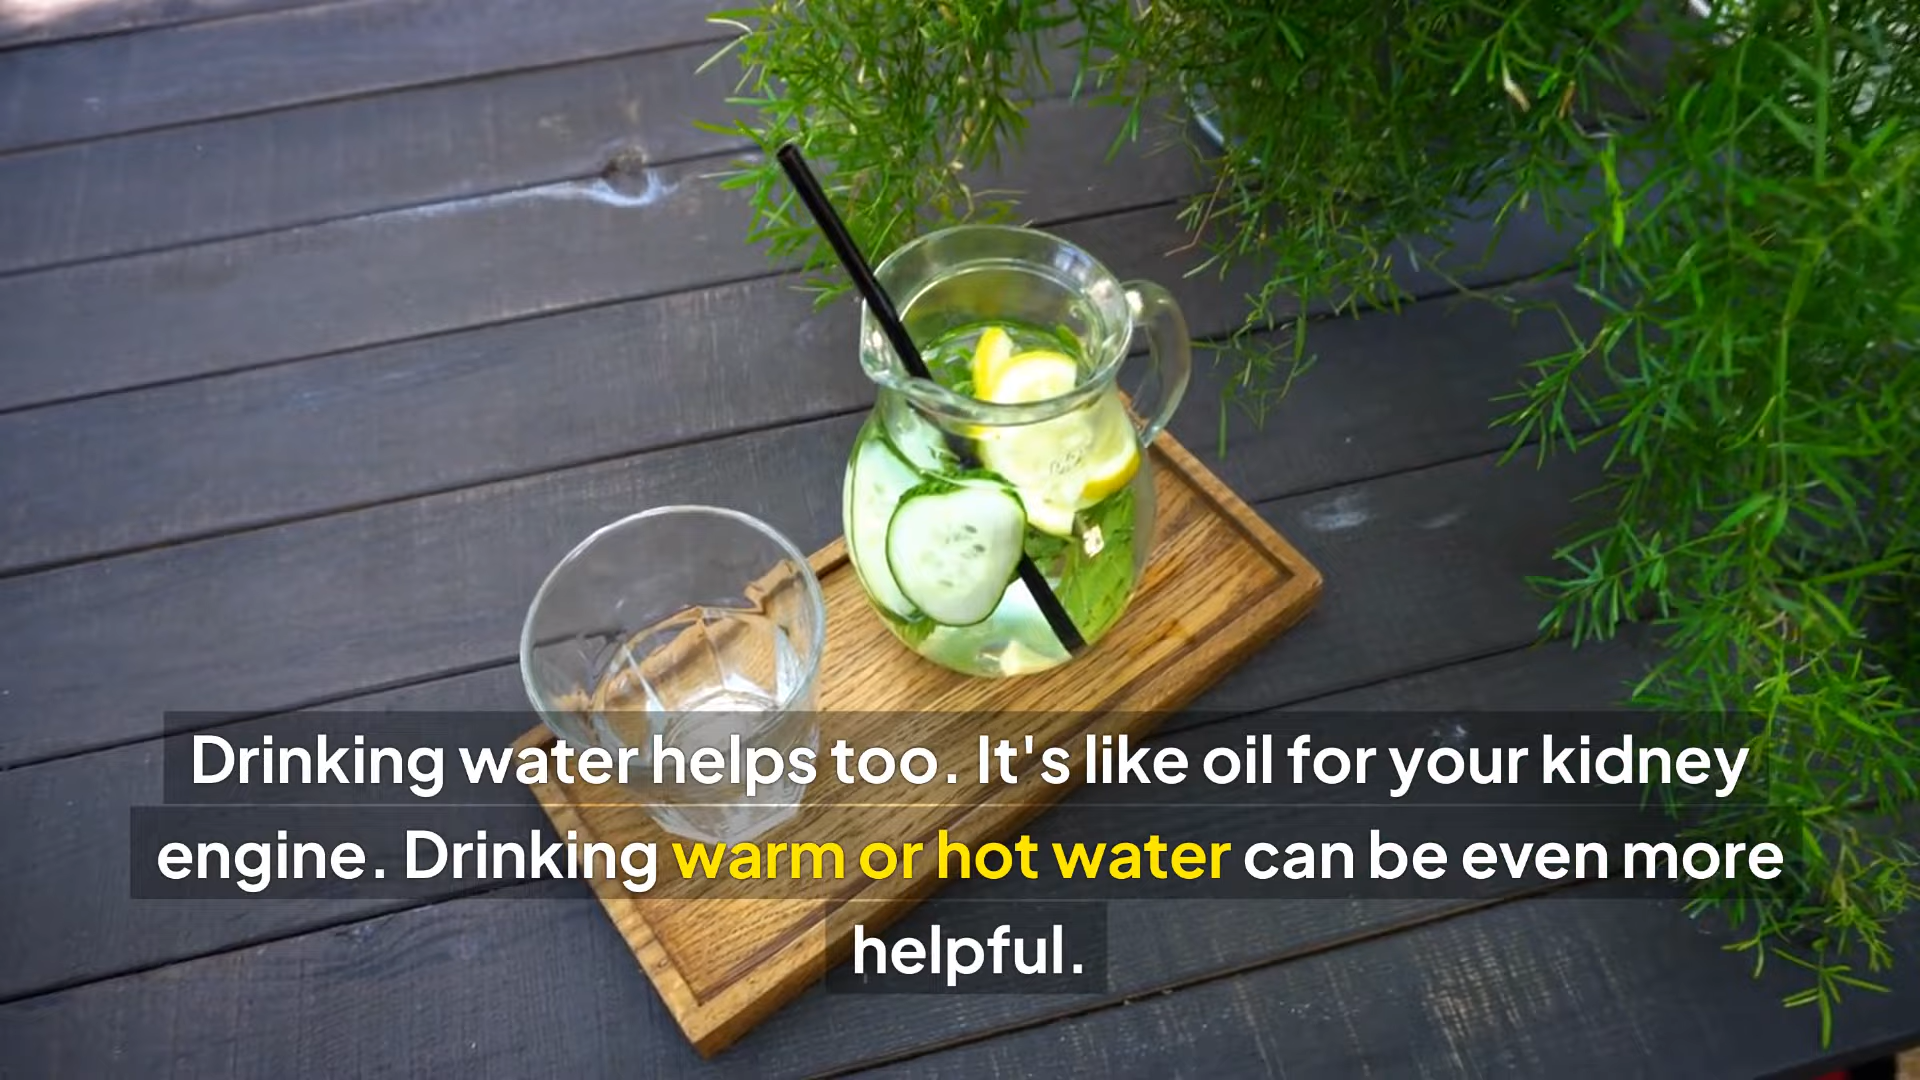 Drinking water helps too. It's like oil for your kidney
engine. Drinking warm or hot water can be even more
helpful.